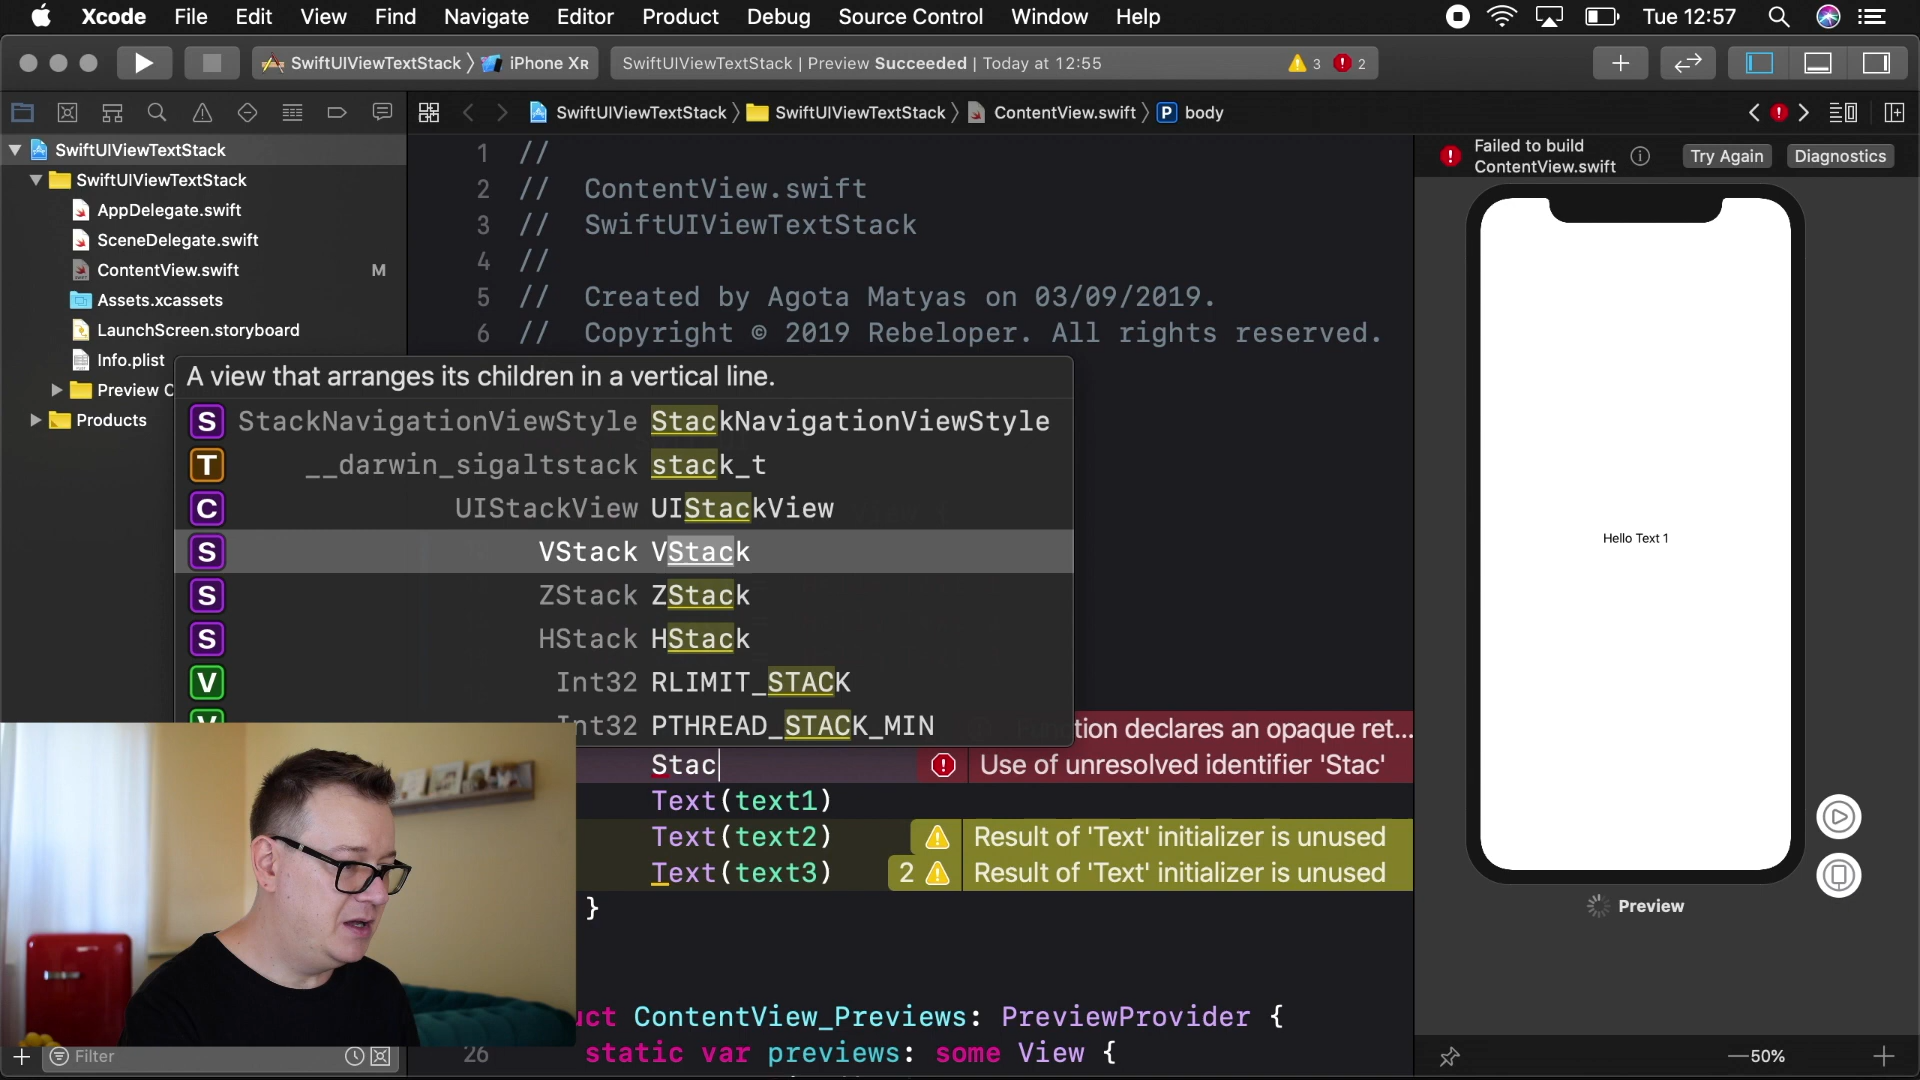 Xcode File Edit View Find Navigate Editor Product Debug Source Control Window Help Tue 12:57
SwiftUIViewTextStack iPhone XR SwiftUIViewTextStack | Preview Succeeded | Today at 12:55 3 2
SwiftUIViewTextStack SwiftUIViewTextStack ContentView.swift P body
SwiftUIViewTextStack
SwiftUIViewTextStack
AppDelegate.swift
SceneDelegate.swift
ContentView.swift M
Assets.xcassets
LaunchScreen.storyboard
Info.plist
Preview C
Products
1 //
2 // ContentView.swift
3 // SwiftUIViewTextStack
4 //
5 // Created by Agota Matyas on 03/09/2019.
6 // Copyright © 2019 Rebeloper. All rights reserved.
A view that arranges its children in a vertical line.
S StackNavigationViewStyle StackNavigationViewStyle
T __darwin_sigaltstack stack_t
C UIStackView UIStackView
S VStack VStack
S ZStack ZStack
S HStack HStack
V Int32 RLIMIT_STACK
V Int32 PTHREAD_STACK_MIN
Function declares an opaque ret...
Stac Use of unresolved identifier 'Stac'
Text(text1)
Text(text2) Result of 'Text' initializer is unused
Text(text3) 2 Result of 'Text' initializer is unused
}
uct ContentView_Previews: PreviewProvider {
26 static var previews: some View {
Filter
Failed to build
ContentView.swift
Try Again Diagnostics
Hello Text 1
Preview
50%